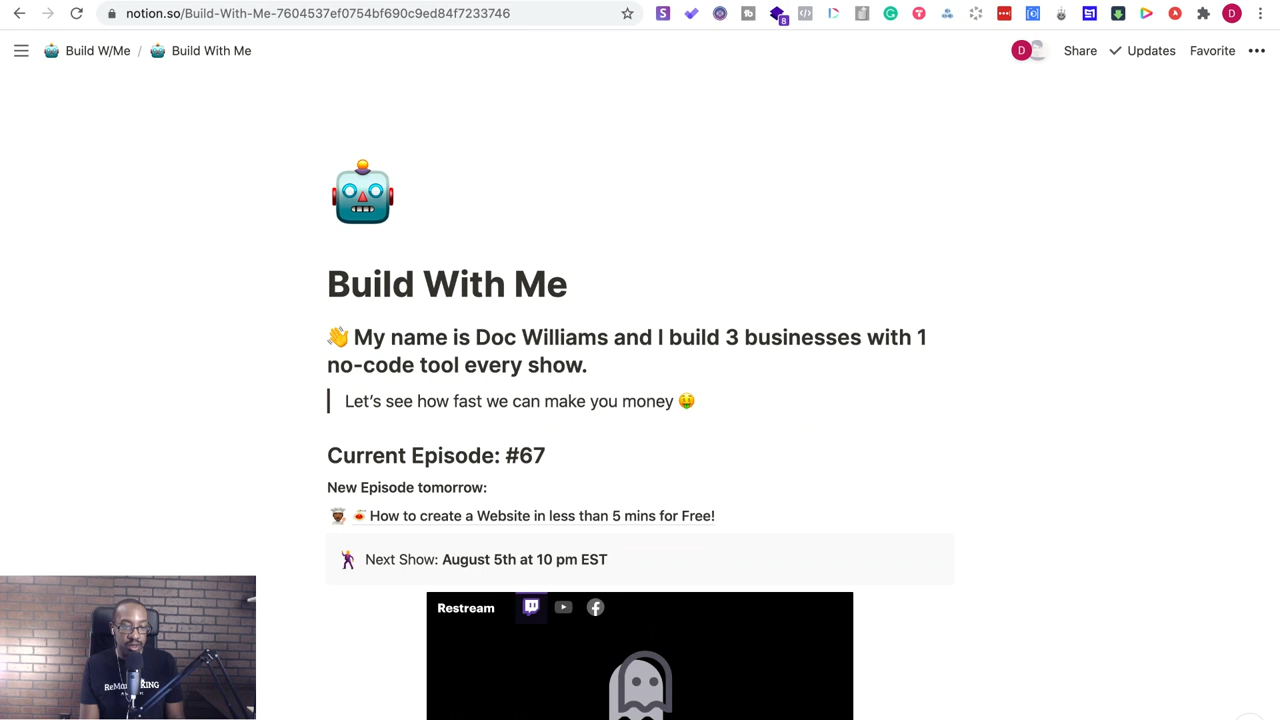 notion.so/Build-With-Me-7604537ef0754bf690c9ed84f7233746
S
8
D
Build W/Me / Build With Me
D
Share
Updates
Favorite
Build With Me
My name is Doc Williams and I build 3 businesses with 1
no-code tool every show.
Let's see how fast we can make you money
Current Episode: #67
New Episode tomorrow:
How to create a Website in less than 5 mins for Free!
Next Show: August 5th at 10 pm EST
Restream